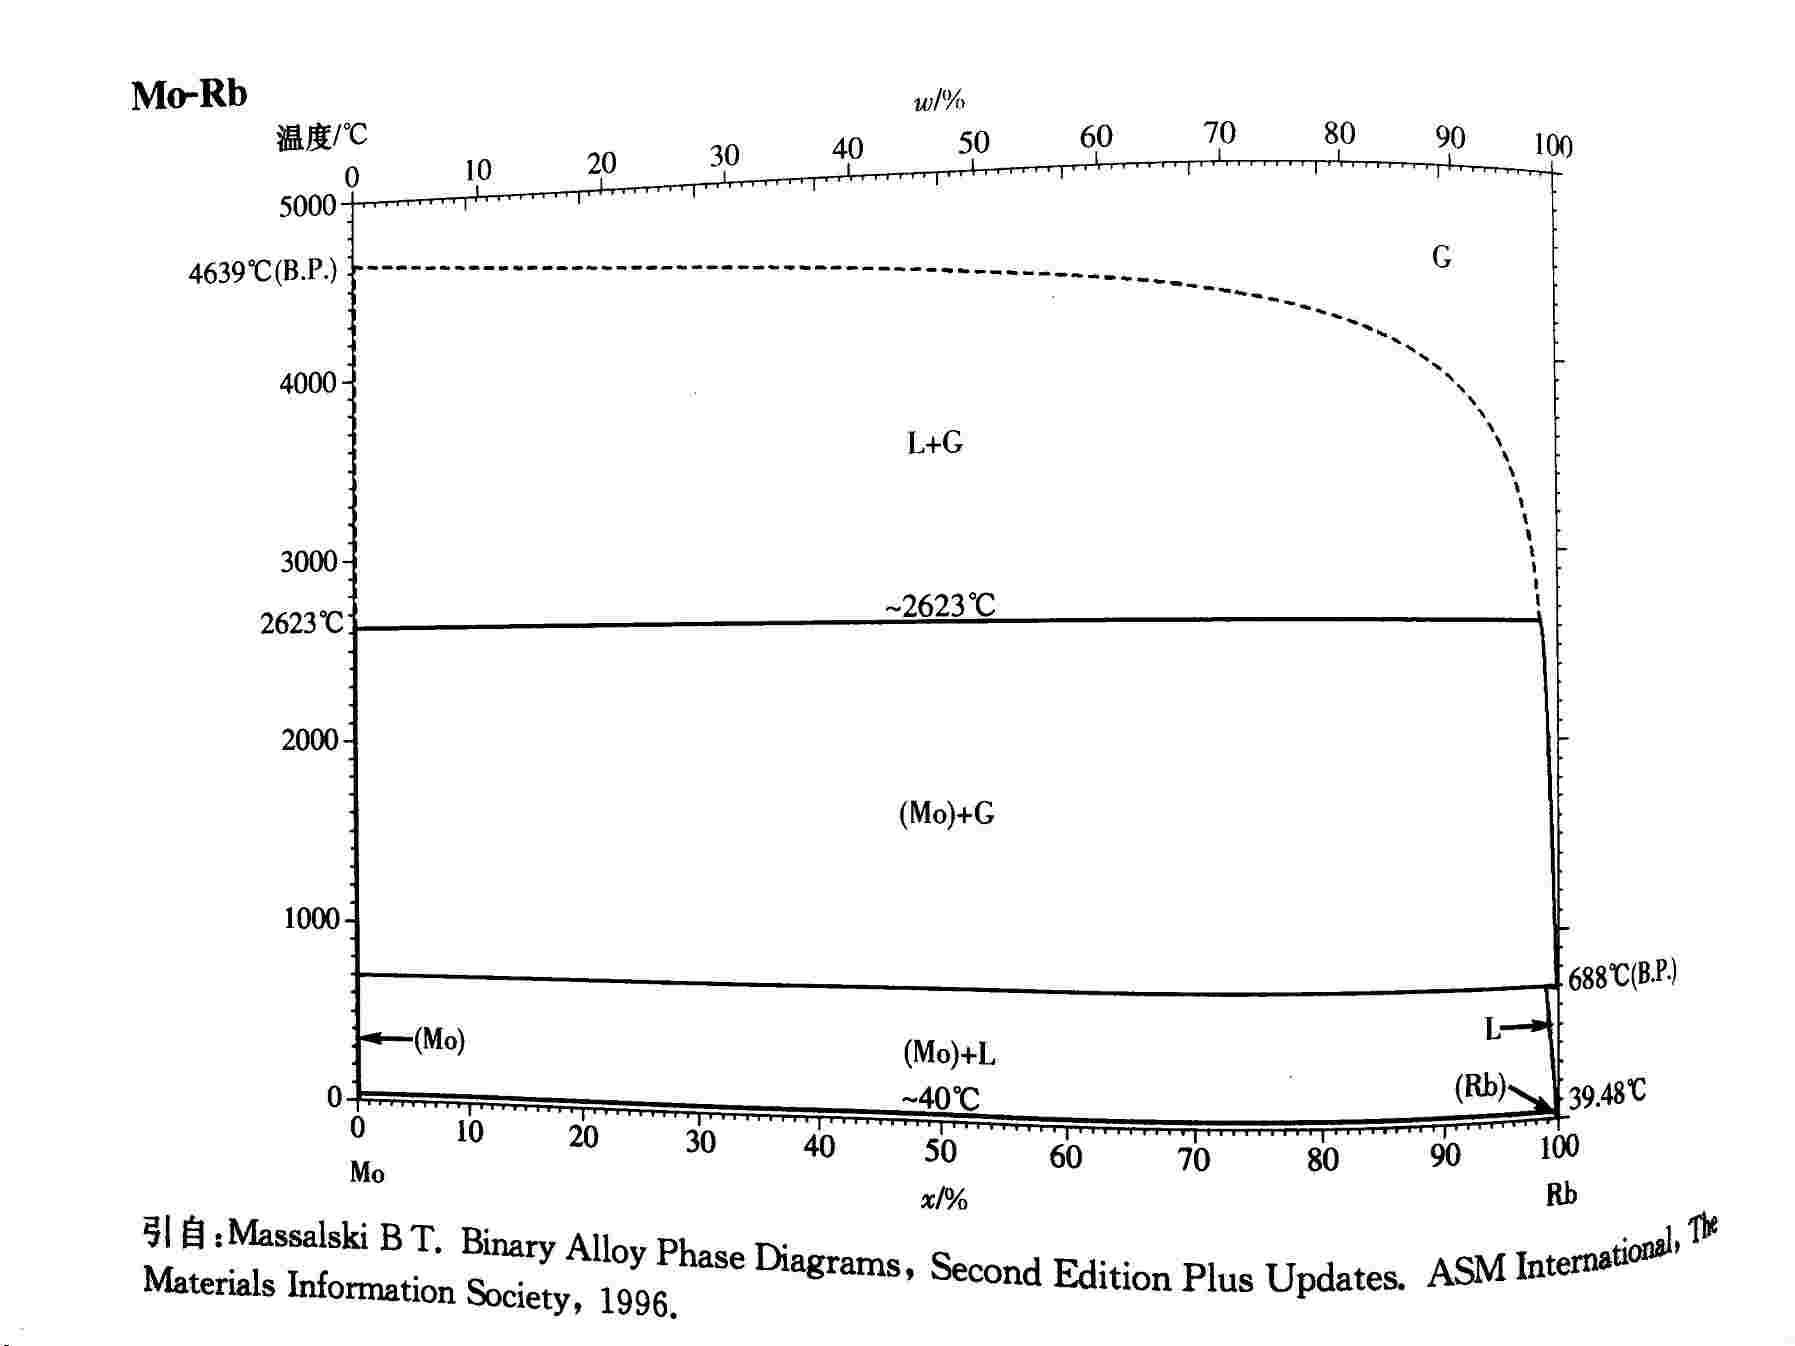 Mo-Rb
w/%
温度/℃
0 10 20 30 40 50 60 70 80 90 100
5000
G
4639℃(B.P.)
4000
L+G
3000
~2623℃
2623℃
2000
(Mo)+G
1000
688℃(B.P.)
L
(Mo)
(Mo)+L
(Rb)
~40℃
39.48℃
0
0 10 20 30 40 50 60 70 80 90 100
Mo
x/%
Rb
引自:Massalski B T. Binary Alloy Phase Diagrams, Second Edition Plus Updates. ASM International, The
Materials Information Society, 1996.